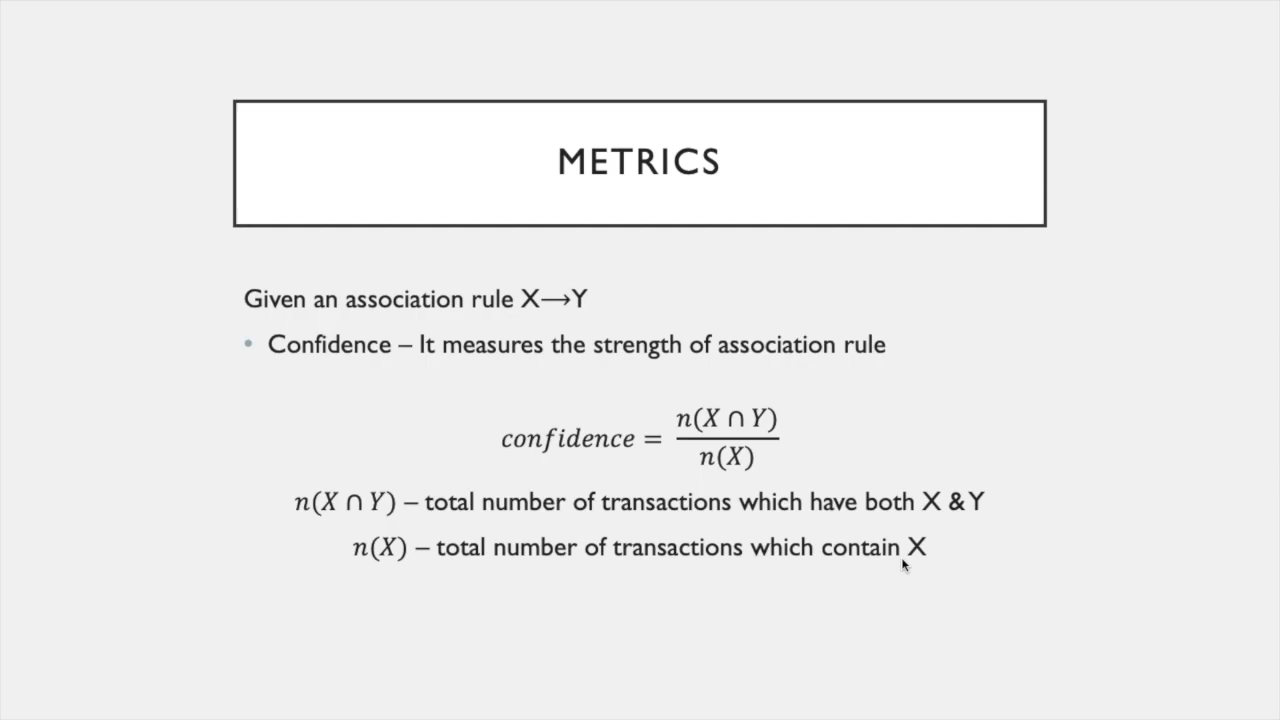 METRICS
Given an association rule X⟶Y
• Confidence – It measures the strength of association rule
confidence = n(X ∩ Y) / n(X)
n(X ∩ Y) – total number of transactions which have both X & Y
n(X) – total number of transactions which contain X